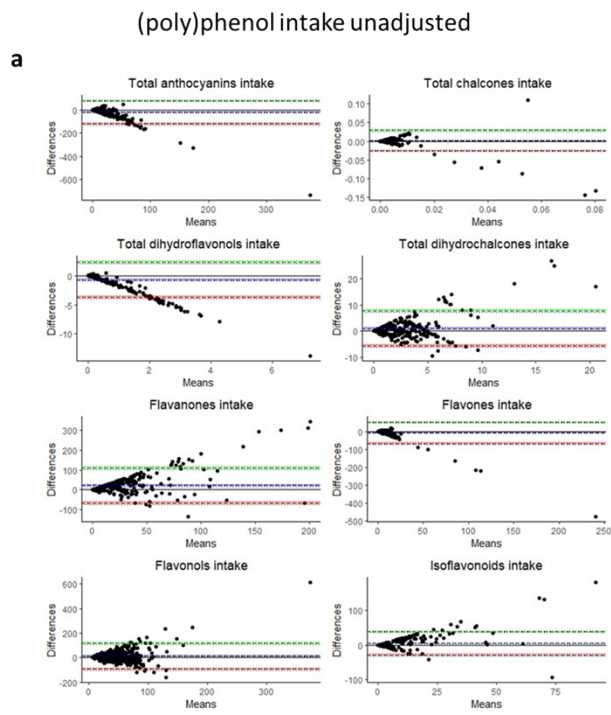 (poly)phenol intake unadjusted
a
Total anthocyanins intake
Differences
0
-200
-400
-600
0
100
200
300
Means
Total chalcones intake
Differences
0.10
0.05
0.00
-0.05
-0.10
-0.15
0.00
0.02
0.04
0.06
0.08
Means
Total dihydroflavonols intake
Differences
0
-5
-10
0
2
4
6
Means
Total dihydrochalcones intake
Differences
20
10
0
-10
0
5
10
15
20
Means
Flavanones intake
Differences
300
200
100
0
-100
0
50
100
150
200
Means
Flavones intake
Differences
0
-100
-200
-300
-400
-500
0
50
100
150
200
250
Means
Flavonols intake
Differences
600
400
200
0
-200
0
100
200
300
Means
Isoflavonoids intake
Differences
100
0
-100
0
25
50
75
Means